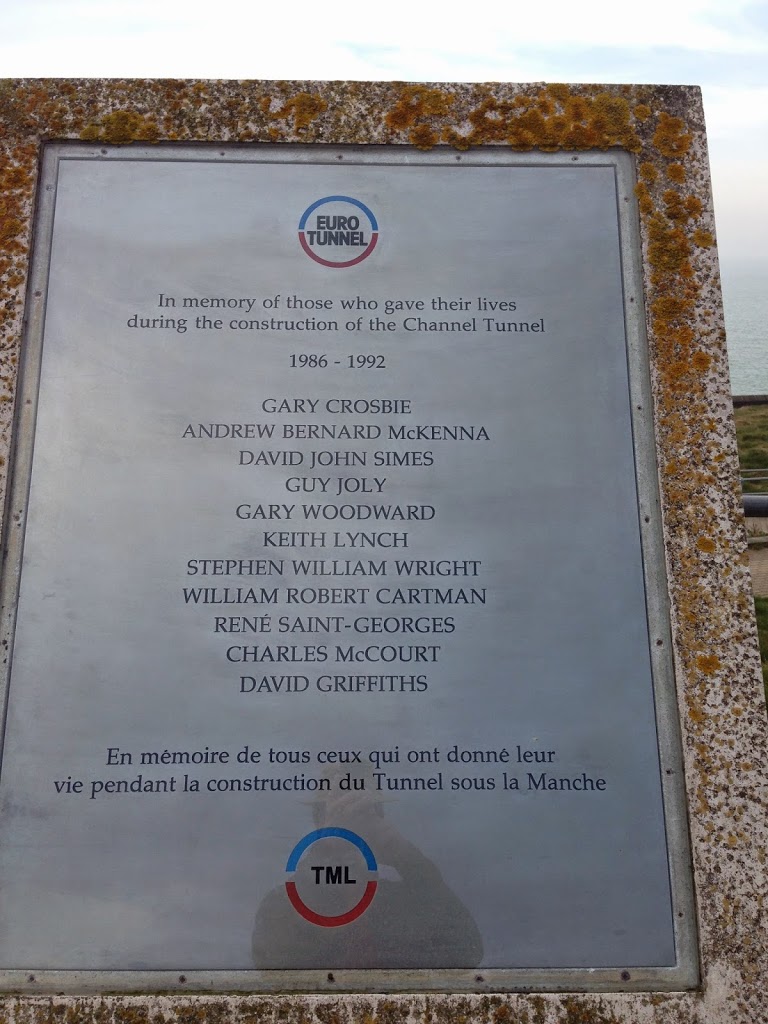 EURO
TUNNEL
In memory of those who gave their lives
during the construction of the Channel Tunnel
1986 - 1992
GARY CROSBIE
ANDREW BERNARD McKENNA
DAVID JOHN SIMES
GUY JOLY
GARY WOODWARD
KEITH LYNCH
STEPHEN WILLIAM WRIGHT
WILLIAM ROBERT CARTMAN
RENÉ SAINT-GEORGES
CHARLES McCOURT
DAVID GRIFFITHS
En mémoire de tous ceux qui ont donné leur
vie pendant la construction du Tunnel sous la Manche
TML